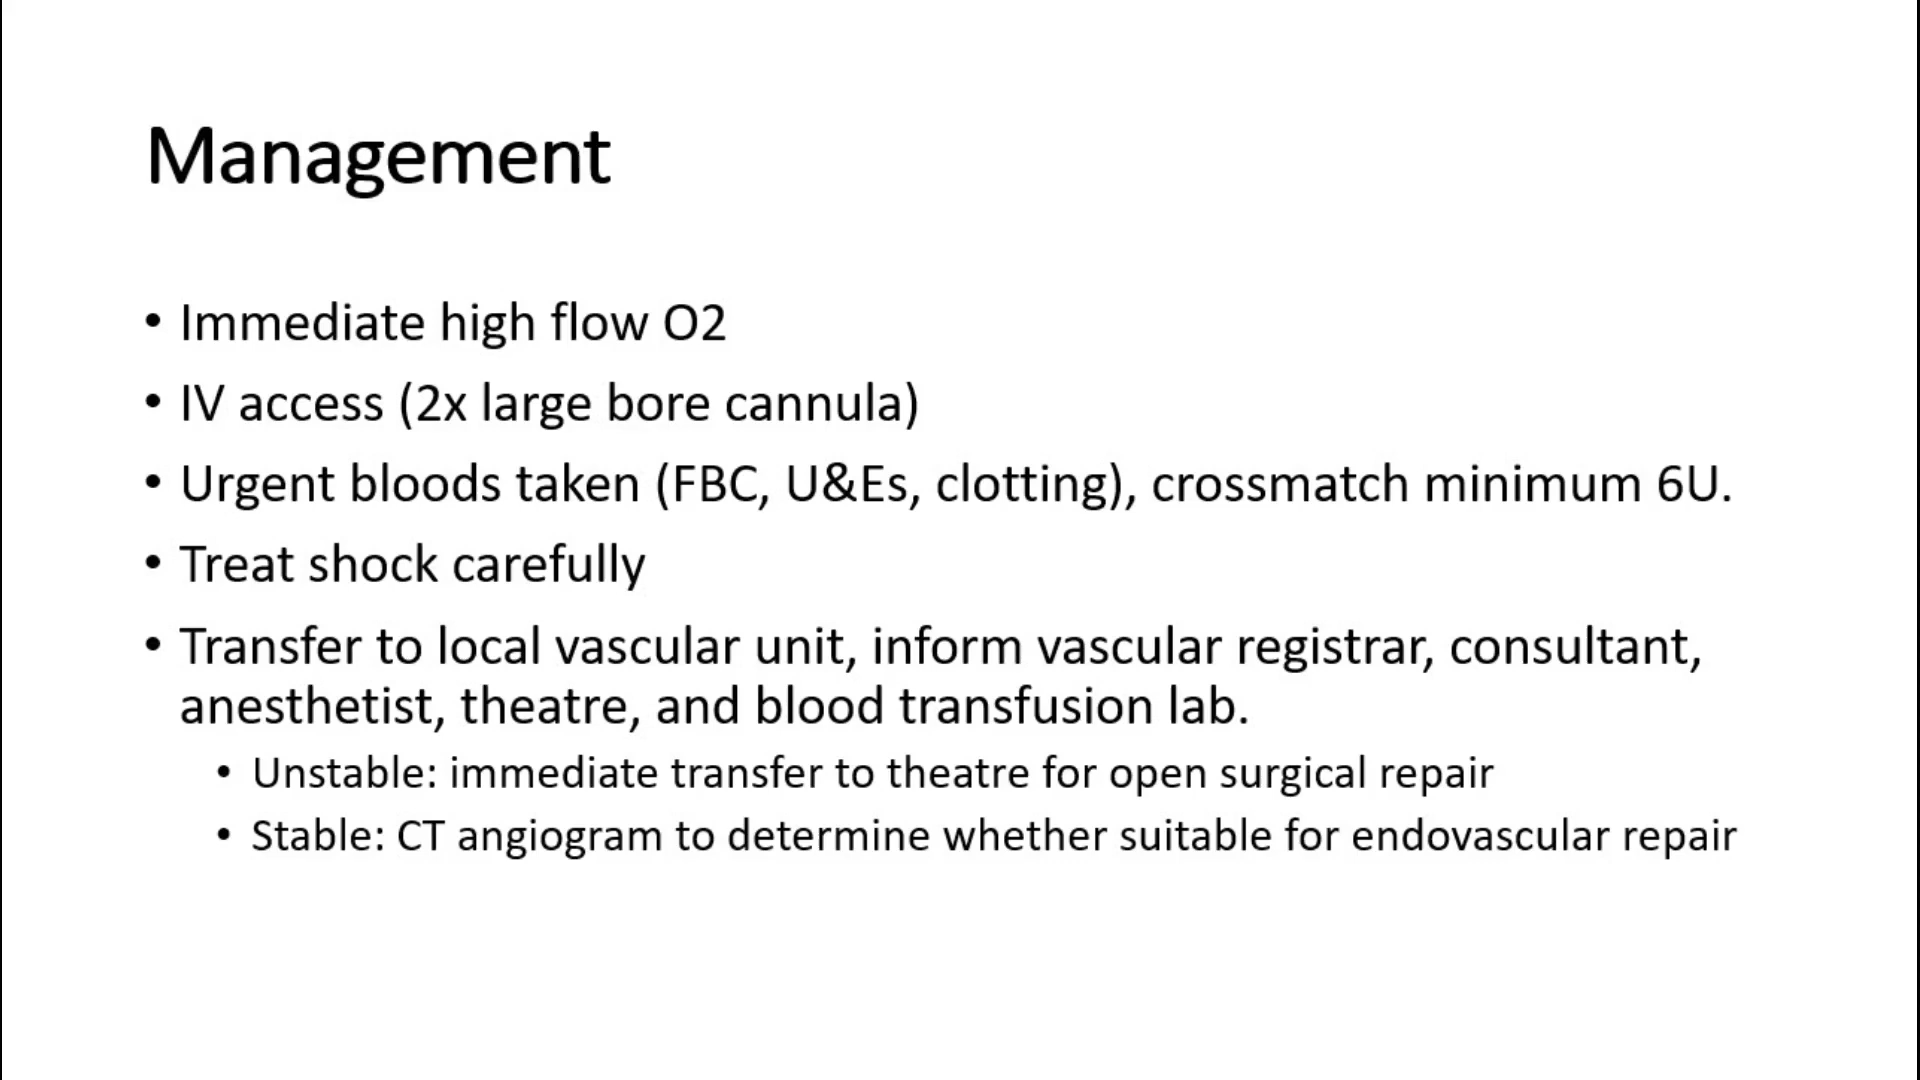 Management
• Immediate high flow O2
• IV access (2x large bore cannula)
• Urgent bloods taken (FBC, U&Es, clotting), crossmatch minimum 6U.
• Treat shock carefully
• Transfer to local vascular unit, inform vascular registrar, consultant,
anesthetist, theatre, and blood transfusion lab.
• Unstable: immediate transfer to theatre for open surgical repair
• Stable: CT angiogram to determine whether suitable for endovascular repair